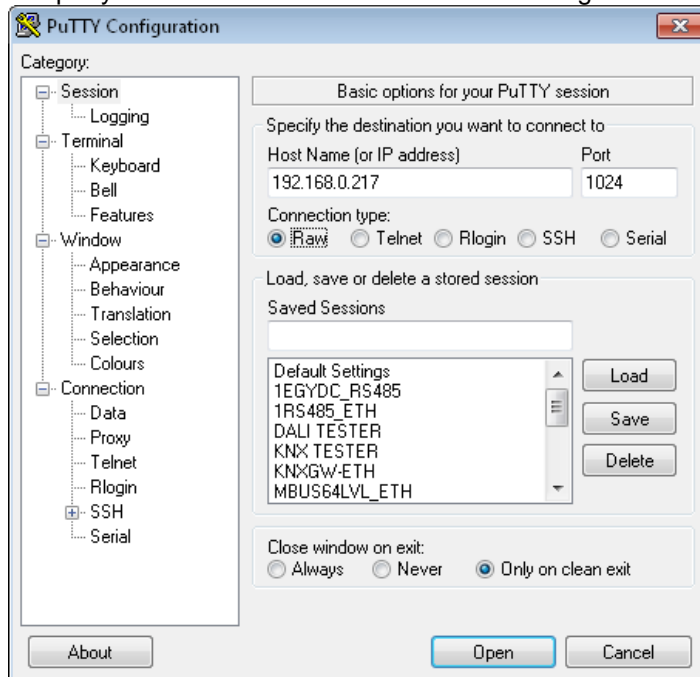 PuTTY Configuration
Category:
Session
Logging
Terminal
Keyboard
Bell
Features
Window
Appearance
Behaviour
Translation
Selection
Colours
Connection
Data
Proxy
Telnet
Rlogin
SSH
Serial
Basic options for your PuTTY session
Specify the destination you want to connect to
Host Name (or IP address) Port
192.168.0.217 1024
Connection type:
Raw Telnet Rlogin SSH Serial
Load, save or delete a stored session
Saved Sessions
Default Settings
1EGYDC_RS485
1RS485_ETH
DALI TESTER
KNX TESTER
KNXGW-ETH
MBUS64LVL_ETH
Load
Save
Delete
Close window on exit:
Always Never Only on clean exit
About Open Cancel